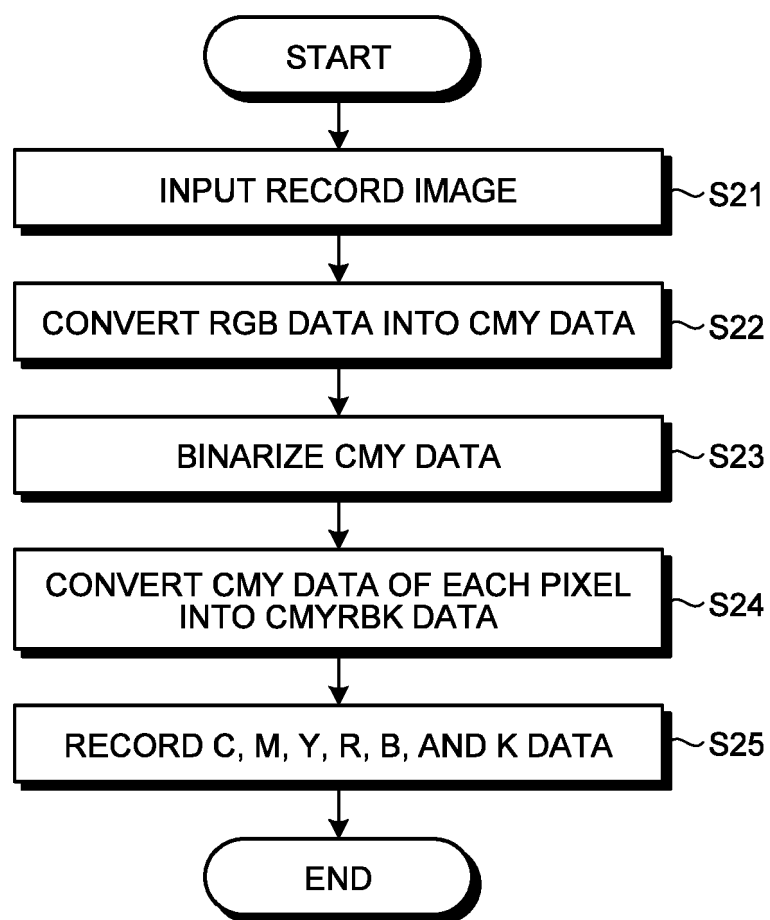 START
INPUT RECORD IMAGE
S21
CONVERT RGB DATA INTO CMY DATA
S22
BINARIZE CMY DATA
S23
CONVERT CMY DATA OF EACH PIXEL
INTO CMYRBK DATA
S24
RECORD C, M, Y, R, B, AND K DATA
S25
END